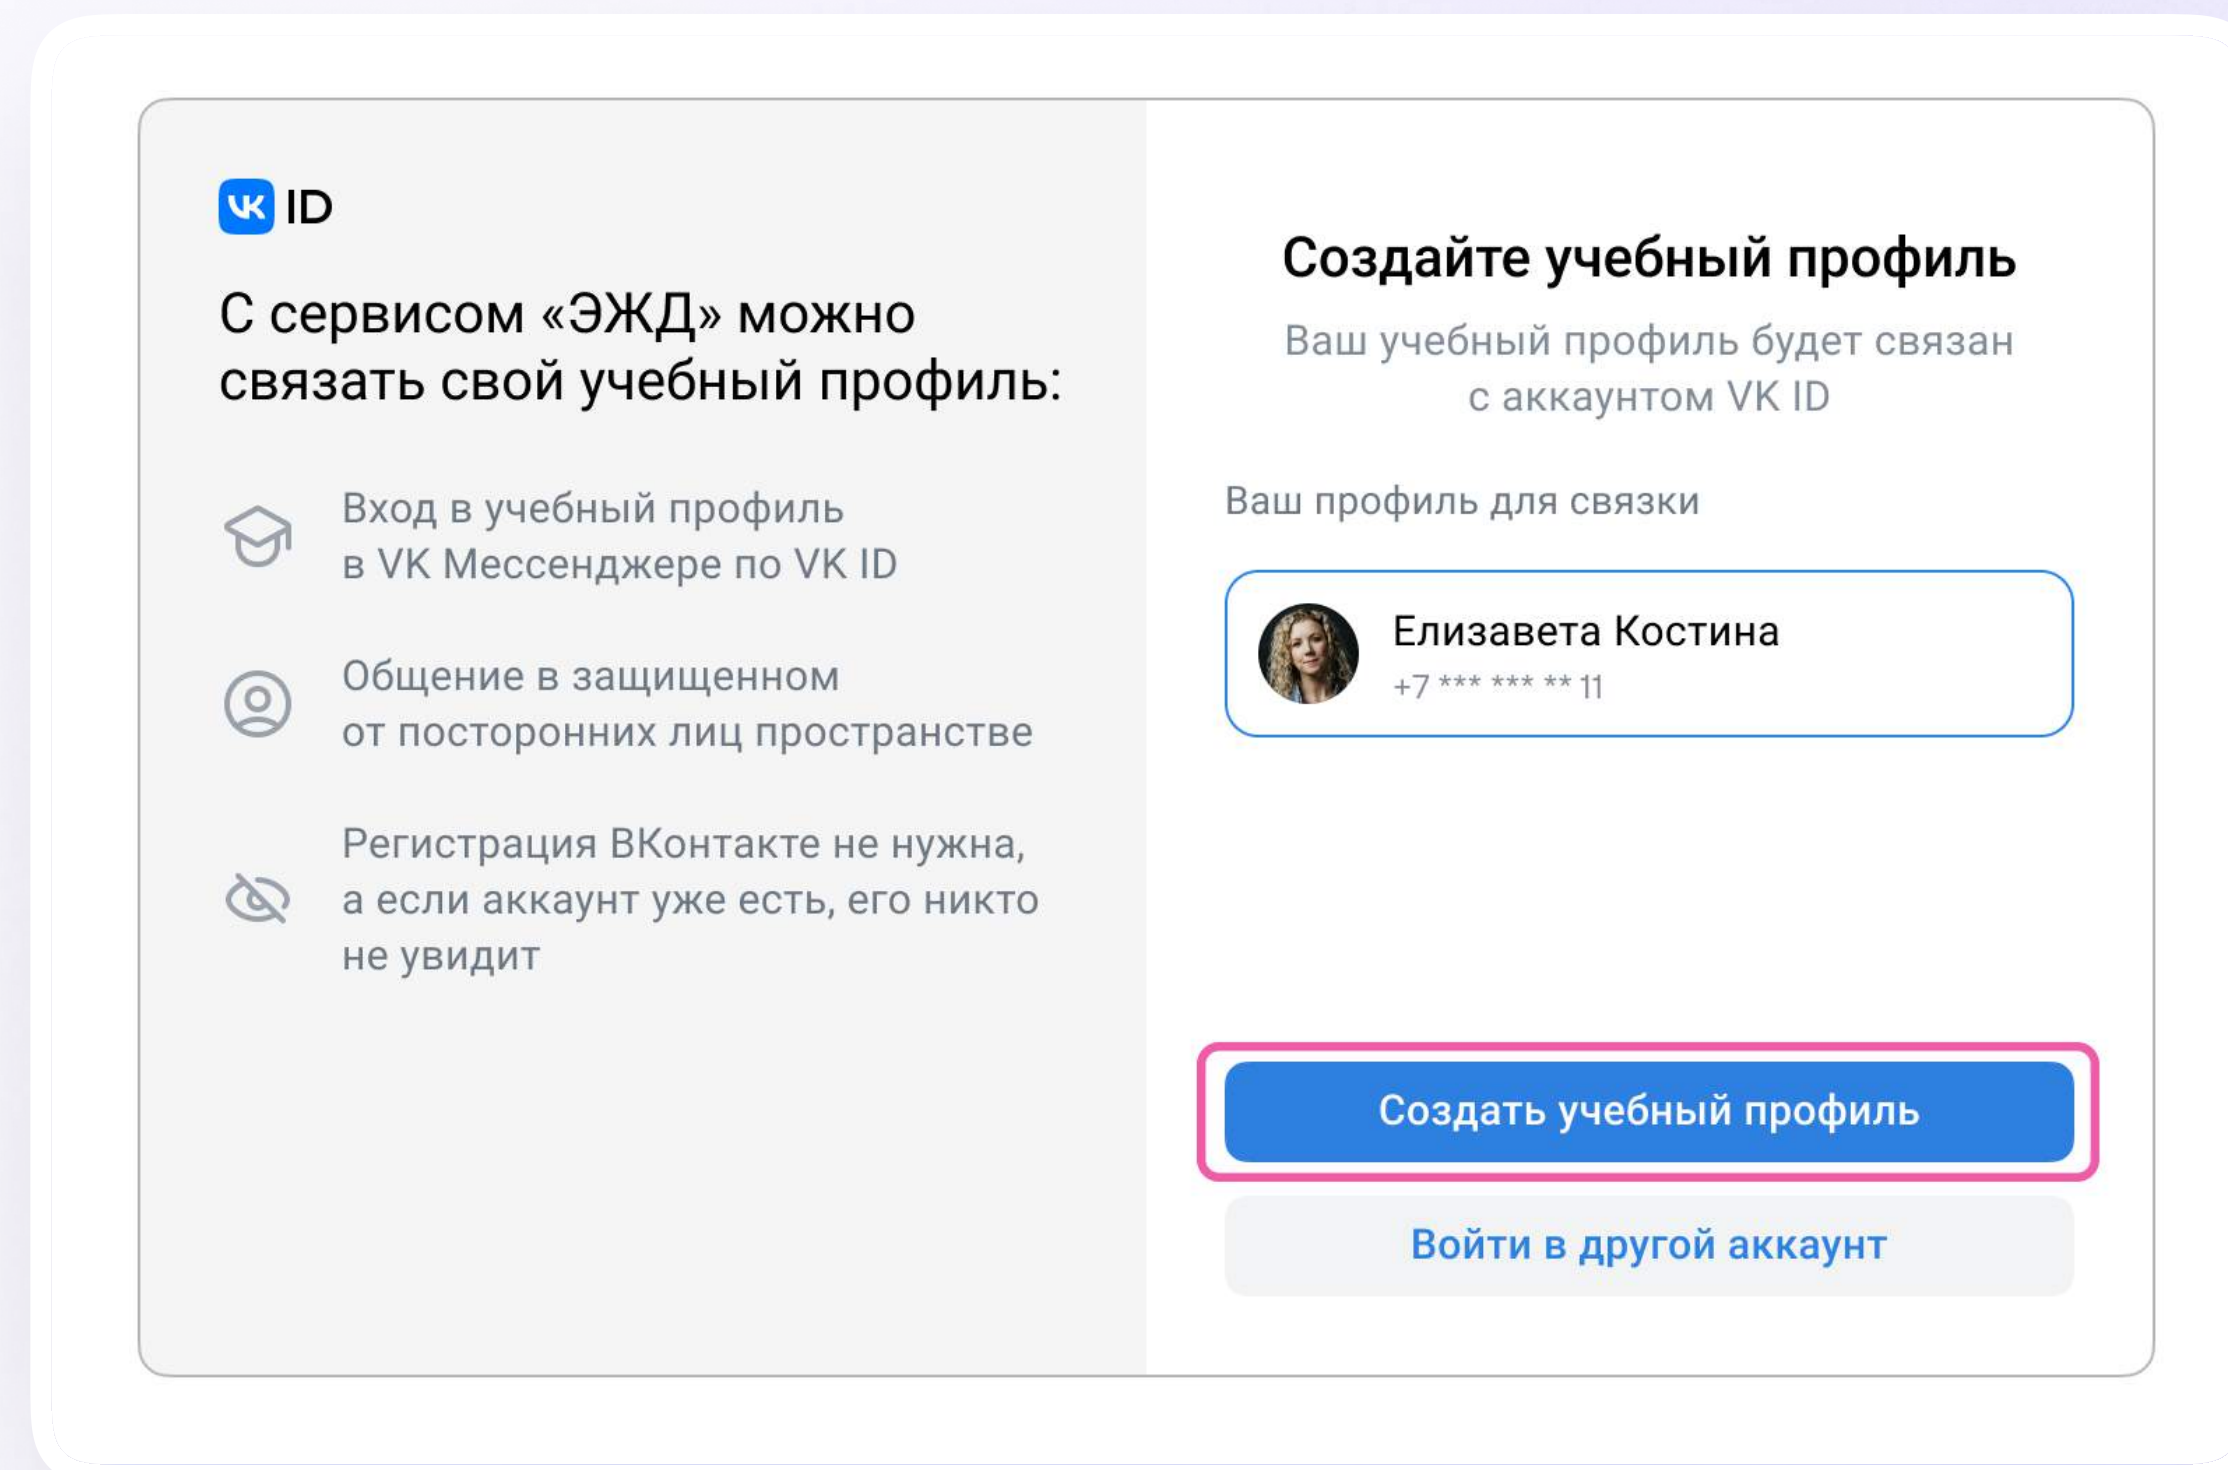 VK ID
С сервисом «ЭЖД» можно
связать свой учебный профиль:
Вход в учебный профиль
в VK Мессенджере по VK ID
Общение в защищенном
от посторонних лиц пространстве
Регистрация ВКонтакте не нужна,
а если аккаунт уже есть, его никто
не увидит
Создайте учебный профиль
Ваш учебный профиль будет связан
с аккаунтом VK ID
Ваш профиль для связки
Елизавета Костина
+7 *** *** ** 11
Создать учебный профиль
Войти в другой аккаунт